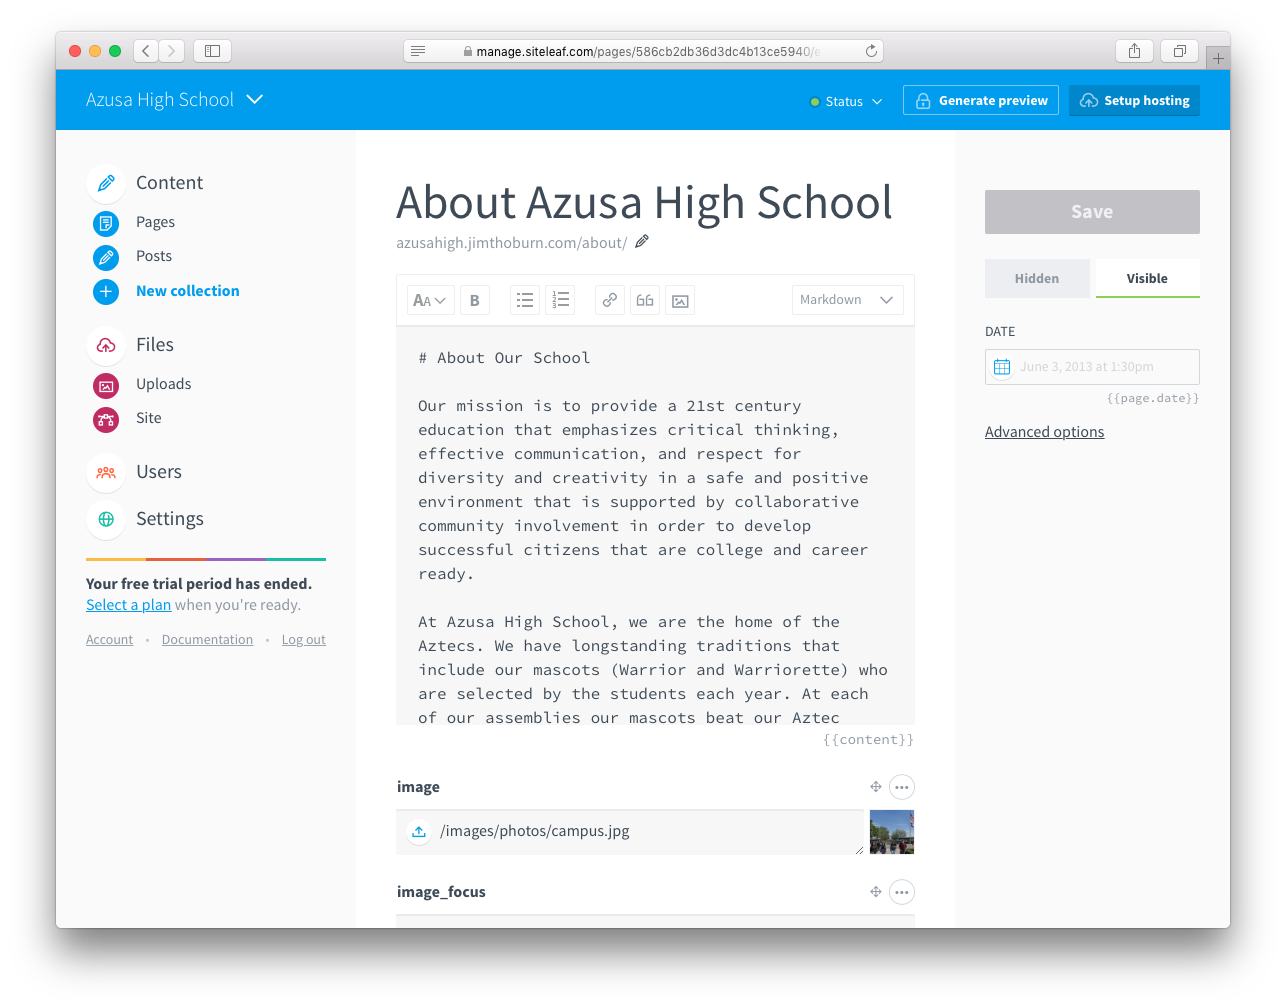 manage.siteleaf.com/pages/586cb2db36d3dc4b13ce5940/e
Azusa High School
Status
Generate preview
Setup hosting
Content
Pages
Posts
New collection
Files
Uploads
Site
Users
Settings
Your free trial period has ended.
Select a plan when you're ready.
Account • Documentation • Log out
About Azusa High School
azusahigh.jimthoburn.com/about/
AA
B
Markdown
# About Our School
Our mission is to provide a 21st century
education that emphasizes critical thinking,
effective communication, and respect for
diversity and creativity in a safe and positive
environment that is supported by collaborative
community involvement in order to develop
successful citizens that are college and career
ready.
At Azusa High School, we are the home of the
Aztecs. We have longstanding traditions that
include our mascots (Warrior and Warriorette) who
are selected by the students each year. At each
of our assemblies our mascots beat our Aztec
{{content}}
image
/images/photos/campus.jpg
image_focus
Save
Hidden
Visible
DATE
June 3, 2013 at 1:30pm
{{page.date}}
Advanced options